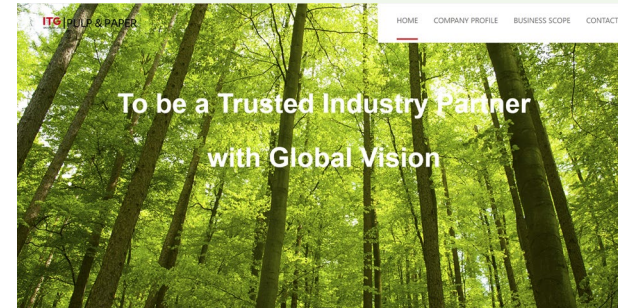 ITG PULP & PAPER
HOME COMPANY PROFILE BUSINESS SCOPE CONTACT
To be a Trusted Industry Partner
with Global Vision